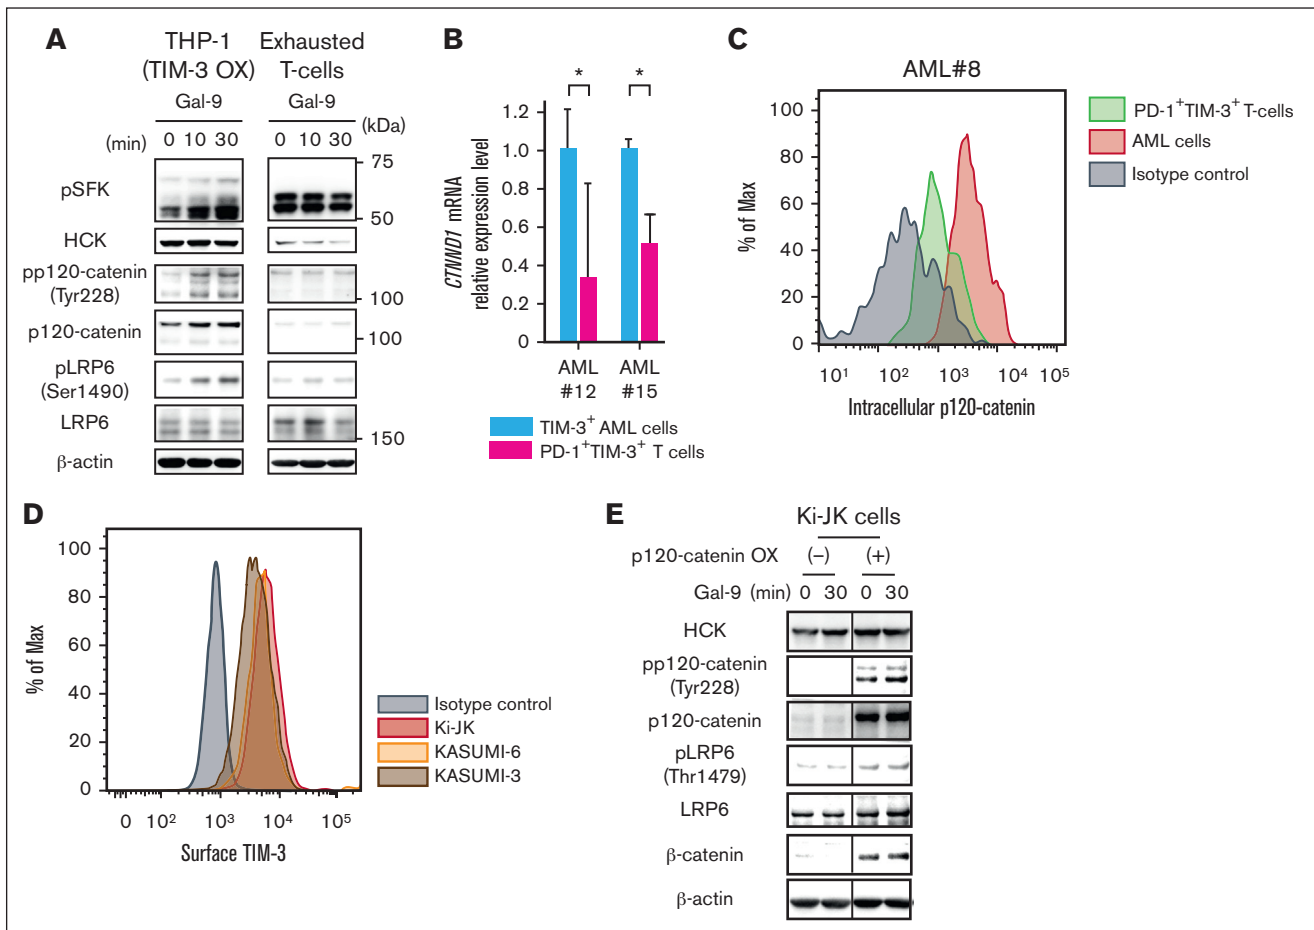 A
THP-1
(TIM-3 OX)
Exhausted
T-cells
Gal-9
Gal-9
(min)
0 10 30
0 10 30
(kDa)
pSFK
75
50
HCK
pp120-catenin
(Tyr228)
100
p120-catenin
100
pLRP6
(Ser1490)
LRP6
150
β-actin
B
* *
CTNND1 mRNA
relative expression level
1.2
1.0
0.8
0.6
0.4
0.2
0
AML
#12
AML
#15
TIM-3+ AML cells
PD-1+TIM-3+ T cells
C
AML#8
% of Max
100
80
60
40
20
0
10¹ 10² 10³ 10⁴ 10⁵
Intracellular p120-catenin
PD-1+TIM-3+ T-cells
AML cells
Isotype control
D
% of Max
100
80
60
40
20
0
0 10² 10³ 10⁴ 10⁵
Surface TIM-3
Isotype control
Ki-JK
KASUMI-6
KASUMI-3
E
Ki-JK cells
p120-catenin OX (−) (+)
Gal-9 (min) 0 30 0 30
HCK
pp120-catenin
(Tyr228)
p120-catenin
pLRP6
(Thr1479)
LRP6
β-catenin
β-actin